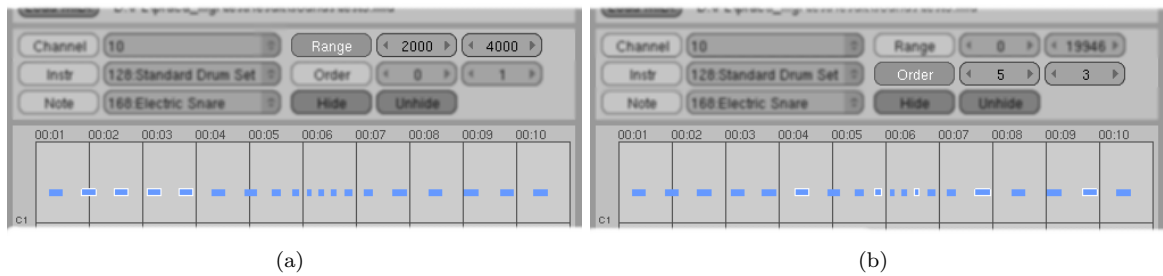 Channel 10 Range 2000 4000
Instr 128:Standard Drum Set Order 0 1
Note 168:Electric Snare Hide Unhide
00:01 00:02 00:03 00:04 00:05 00:06 00:07 00:08 00:09 00:10
C1
(a)
Channel 10 Range 0 19946
Instr 128:Standard Drum Set Order 5 3
Note 168:Electric Snare Hide Unhide
00:01 00:02 00:03 00:04 00:05 00:06 00:07 00:08 00:09 00:10
C1
(b)